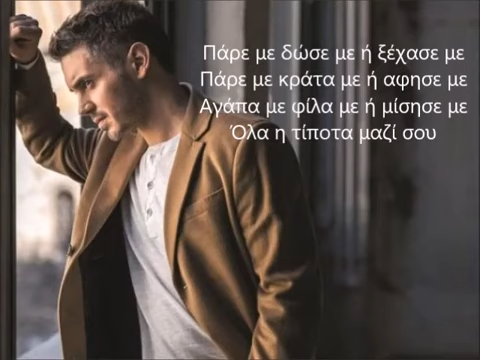 Πάρε με δώσε με ή ξέχασε με
Πάρε με κράτα με ή αφησε με
Αγάπα με φίλα με ή μίσησε με
Όλα η τίποτα μαζί σου